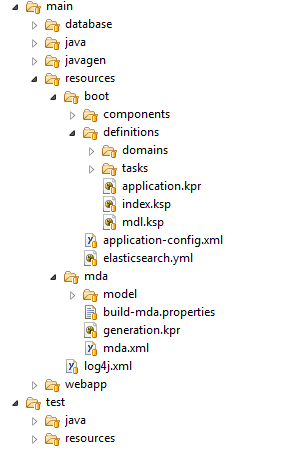 main
database
java
javagen
resources
boot
components
definitions
domains
tasks
application.kpr
index.ksp
mdl.ksp
application-config.xml
elasticsearch.yml
mda
model
build-mda.properties
generation.kpr
mda.xml
log4j.xml
webapp
test
java
resources